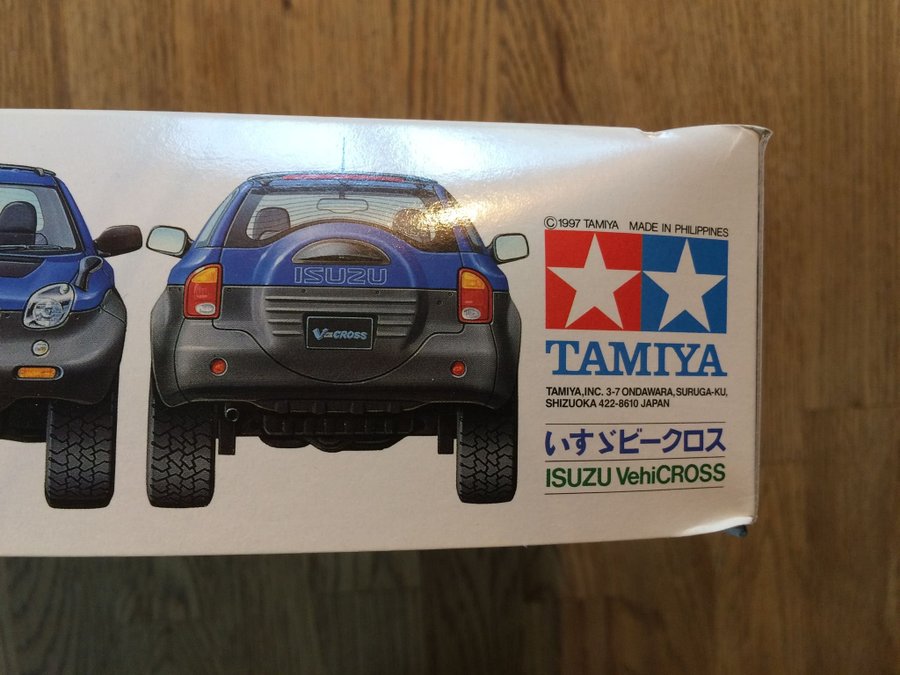 ISUZU
VehiCROSS
©1997 TAMIYA MADE IN PHILIPPINES
TAMIYA
TAMIYA,INC. 3-7 ONDAWARA,SURUGA-KU,
SHIZUOKA 422-8610 JAPAN
いすゞビークロス
ISUZU VehiCROSS